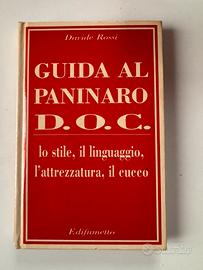 Davide Rossi
GUIDA AL
PANINARO
D.O.C.
lo stile, il linguaggio,
l'attrezzatura, il cucco
Edifumetto